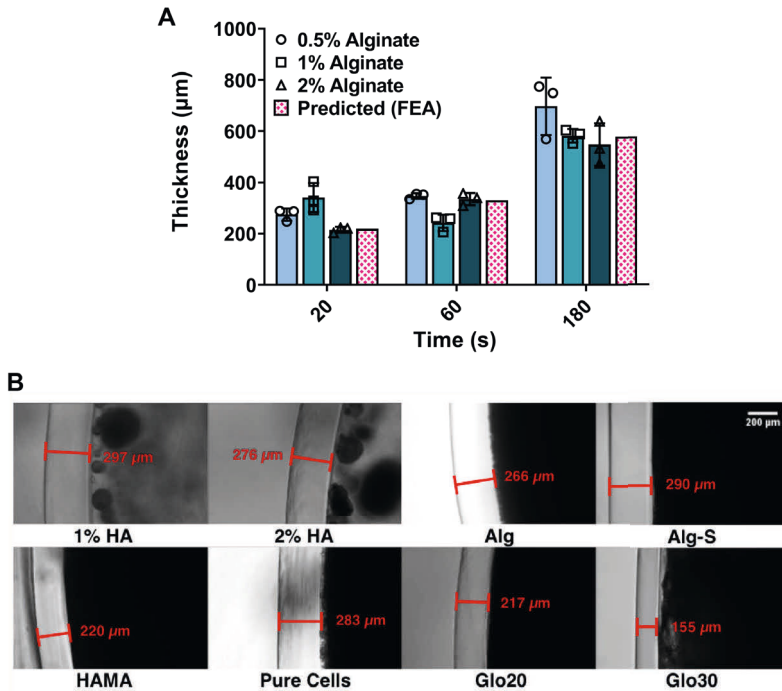 A
0.5% Alginate
1% Alginate
2% Alginate
Predicted (FEA)
Thickness (µm)
1000
800
600
400
200
0
20
60
180
Time (s)
B
297 µm
276 µm
266 µm
290 µm
200 µm
1% HA
2% HA
Alg
Alg-S
220 µm
283 µm
217 µm
155 µm
HAMA
Pure Cells
Glo20
Glo30